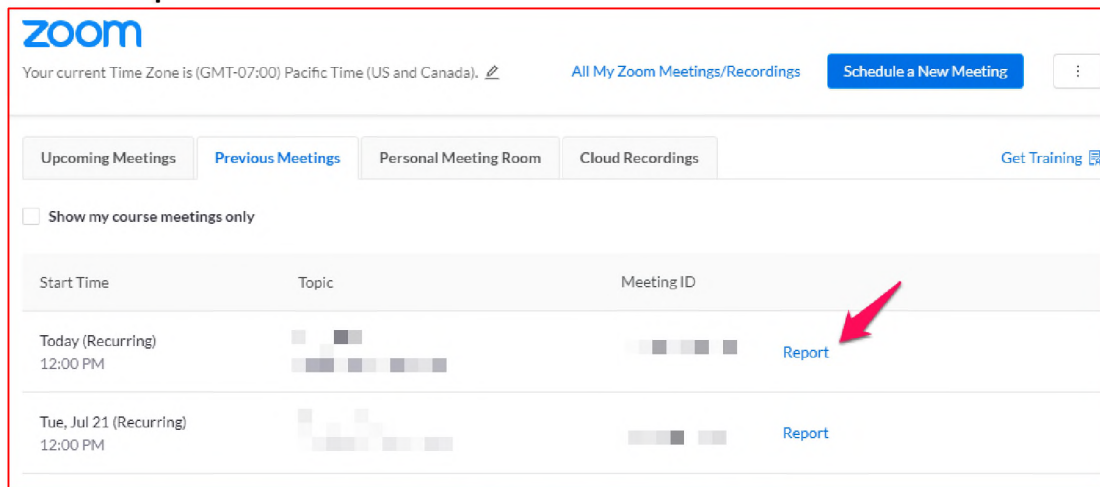 zoom
Your current Time Zone is (GMT-07:00) Pacific Time (US and Canada).
All My Zoom Meetings/Recordings
Schedule a New Meeting
Upcoming Meetings
Previous Meetings
Personal Meeting Room
Cloud Recordings
Get Training
Show my course meetings only
Start Time
Topic
Meeting ID
Today (Recurring)
12:00 PM
Report
Tue, Jul 21 (Recurring)
12:00 PM
Report